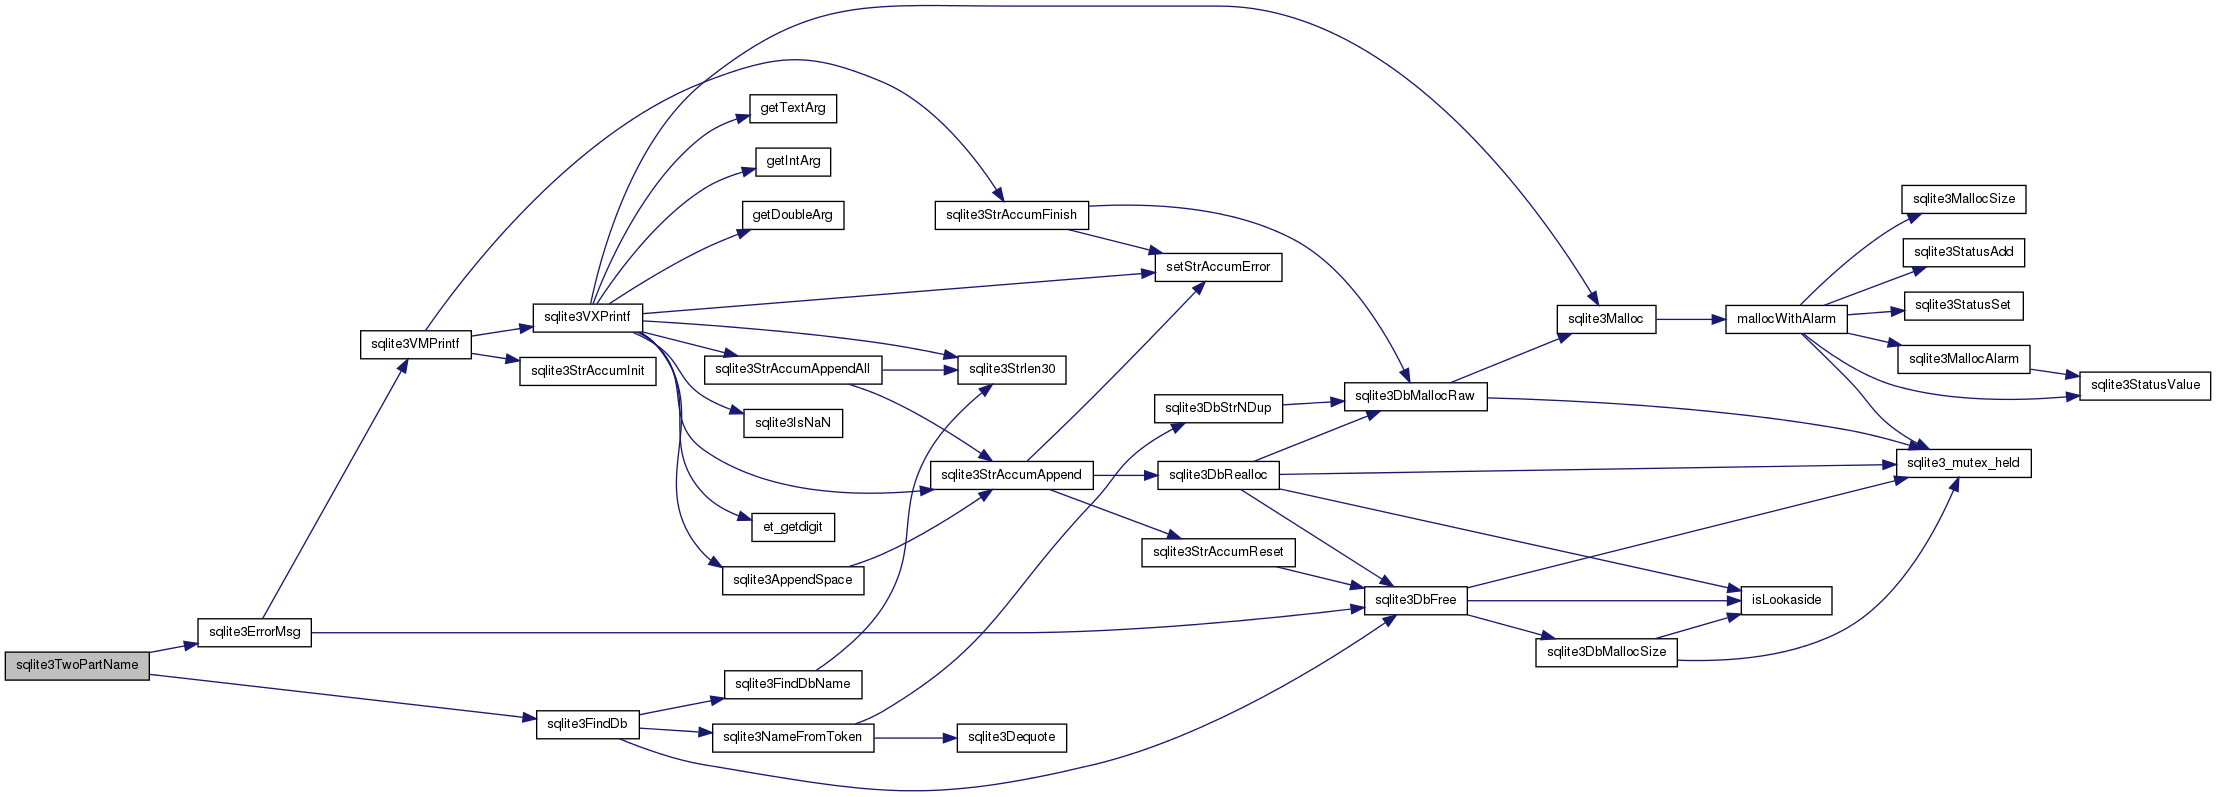 getTextArg
getIntArg
sqlite3MallocSize
getDoubleArg
sqlite3StrAccumFinish
sqlite3StatusAdd
setStrAccumError
sqlite3StatusSet
sqlite3VXPrintf
sqlite3Malloc
mallocWithAlarm
sqlite3VMPrintf
sqlite3MallocAlarm
sqlite3StrAccumInit
sqlite3StrAccumAppendAll
sqlite3Strlen30
sqlite3StatusValue
sqlite3DbMallocRaw
sqlite3DbStrNDup
sqlite3IsNaN
sqlite3_mutex_held
sqlite3StrAccumAppend
sqlite3DbRealloc
et_getdigit
sqlite3StrAccumReset
sqlite3AppendSpace
sqlite3DbFree
isLookaside
sqlite3ErrorMsg
sqlite3DbMallocSize
sqlite3TwoPartName
sqlite3FindDbName
sqlite3FindDb
sqlite3NameFromToken
sqlite3Dequote